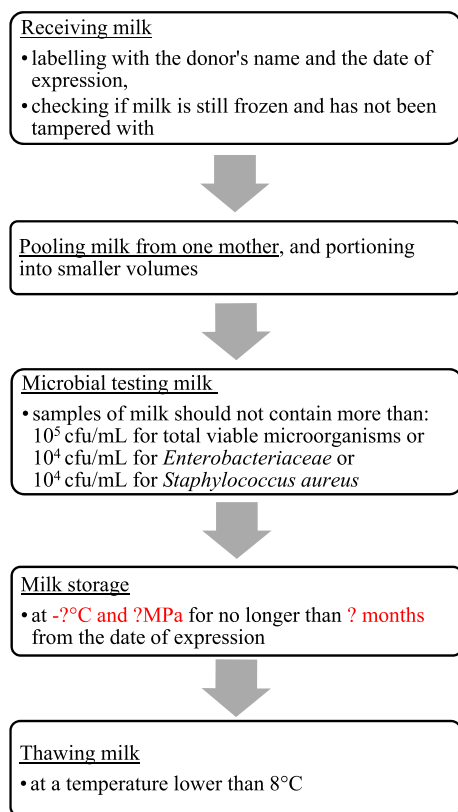 Receiving milk
• labelling with the donor's name and the date of
expression,
• checking if milk is still frozen and has not been
tampered with
Pooling milk from one mother, and portioning
into smaller volumes
Microbial testing milk
• samples of milk should not contain more than:
10⁵ cfu/mL for total viable microorganisms or
10⁴ cfu/mL for Enterobacteriaceae or
10⁴ cfu/mL for Staphylococcus aureus
Milk storage
• at -?°C and ?MPa for no longer than ? months
from the date of expression
Thawing milk
• at a temperature lower than 8°C